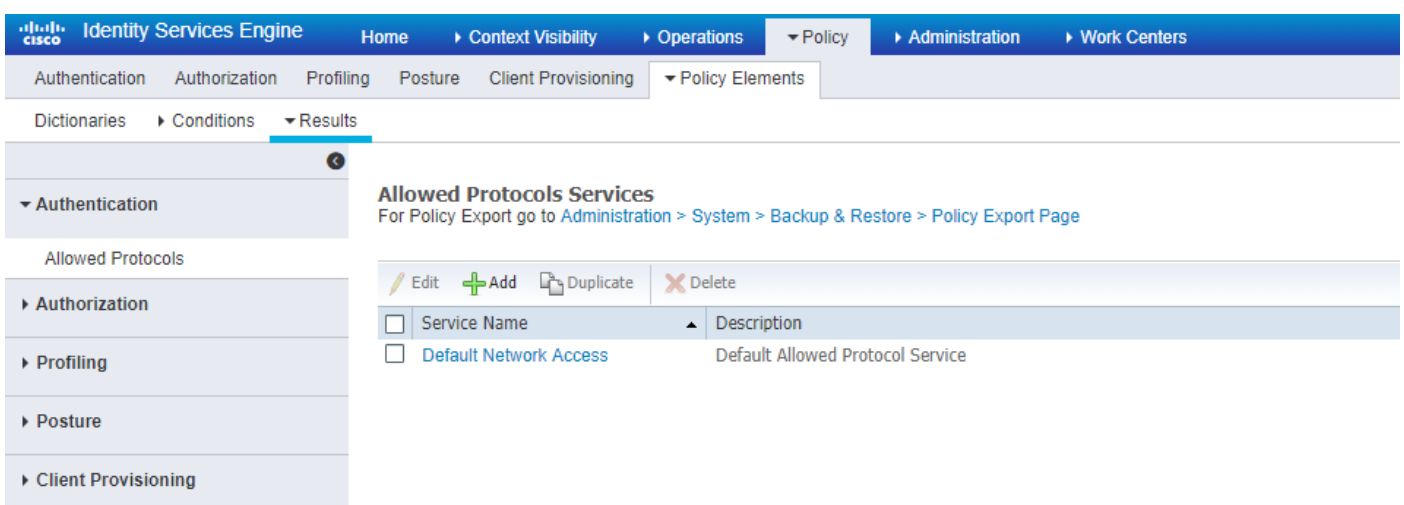 cisco Identity Services Engine Home Context Visibility Operations Policy Administration Work Centers
Authentication Authorization Profiling Posture Client Provisioning Policy Elements
Dictionaries Conditions Results
Authentication
Allowed Protocols
Authorization
Profiling
Posture
Client Provisioning
Allowed Protocols Services
For Policy Export go to Administration > System > Backup & Restore > Policy Export Page
Edit Add Duplicate Delete
Service Name Description
Default Network Access Default Allowed Protocol Service